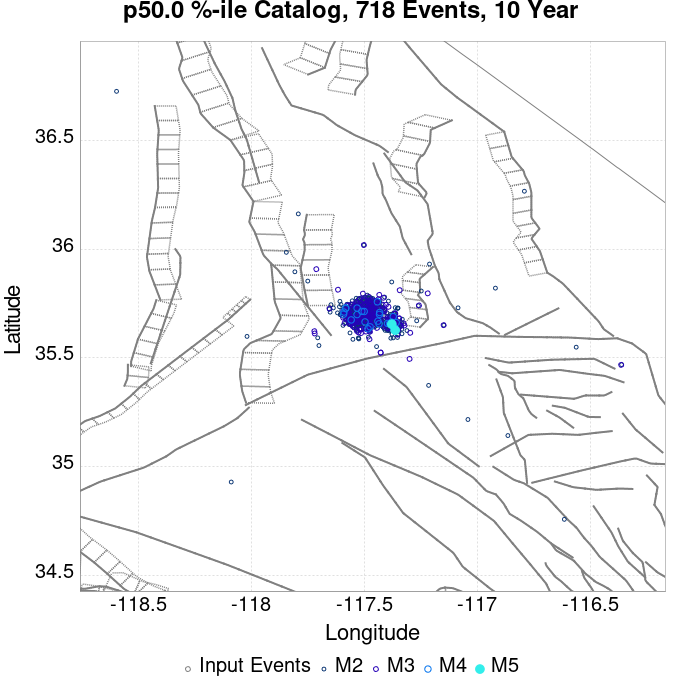 p50.0 %-ile Catalog, 718 Events, 10 Year
36.5
36
35.5
35
34.5
Latitude
-118.5 -118 -117.5 -117 -116.5
Longitude
Input Events M2 M3 M4 M5